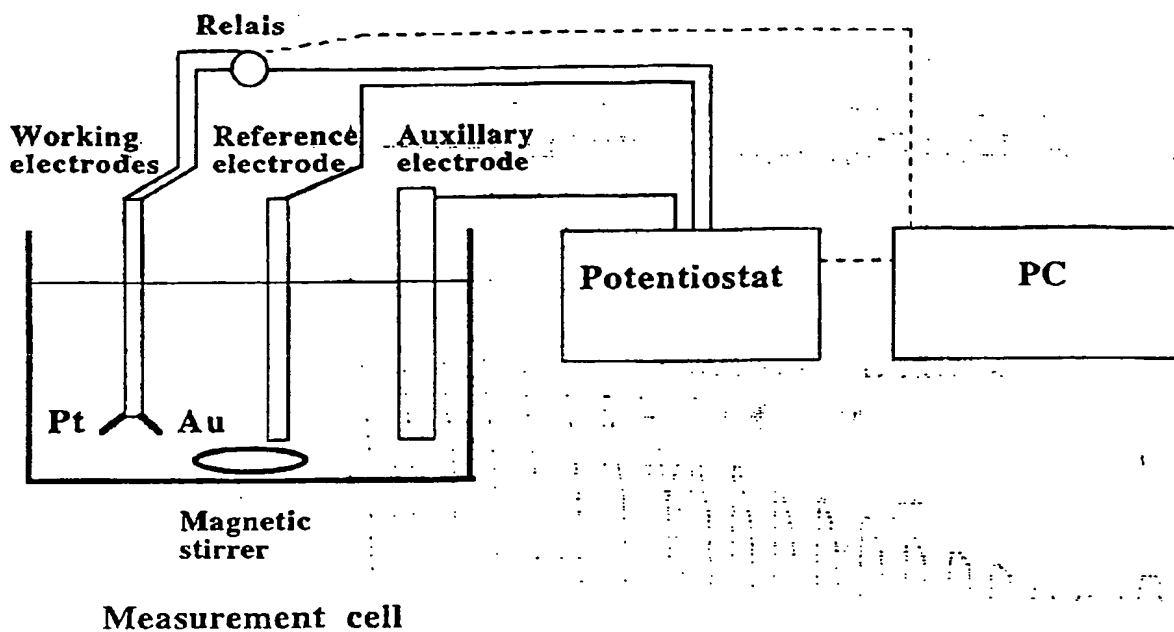 Relais
Working
electrodes
Reference
electrode
Auxillary
electrode
Potentiostat
PC
Pt
Au
Magnetic
stirrer
Measurement cell